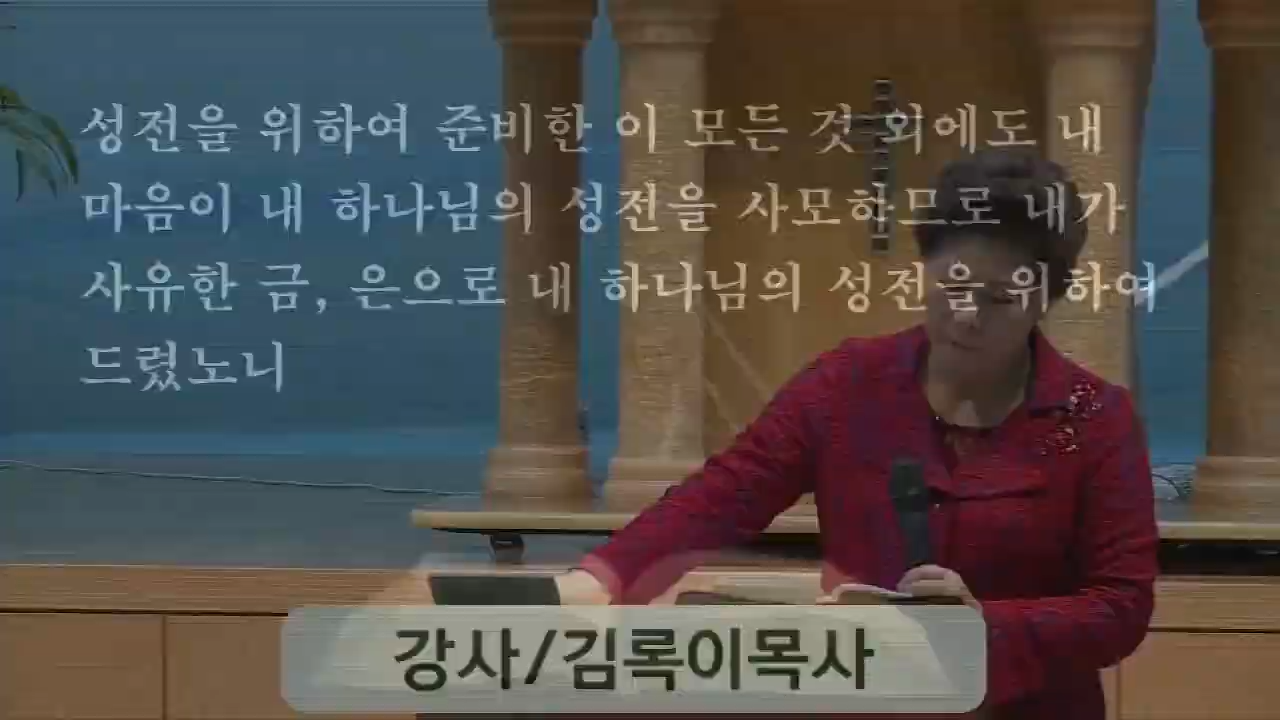 성전을 위하여 준비한 이 모든 것 외에도 내
마음이 내 하나님의 성전을 사모하므로 내가
사유한 금, 은으로 내 하나님의 성전을 위하여
드렸노니
강사/김록이목사